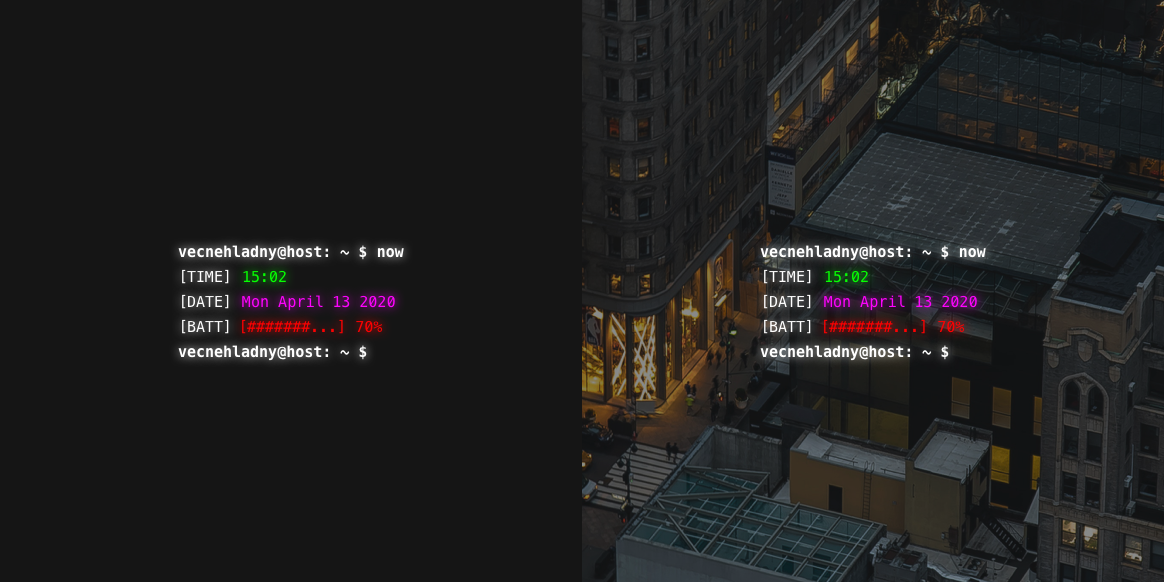 vecnehladny@host: ~ $ now
[TIME] 15:02
[DATE] Mon April 13 2020
[BATT] [#######...] 70%
vecnehladny@host: ~ $
vecnehladny@host: ~ $ now
[TIME] 15:02
[DATE] Mon April 13 2020
[BATT] [#######...] 70%
vecnehladny@host: ~ $